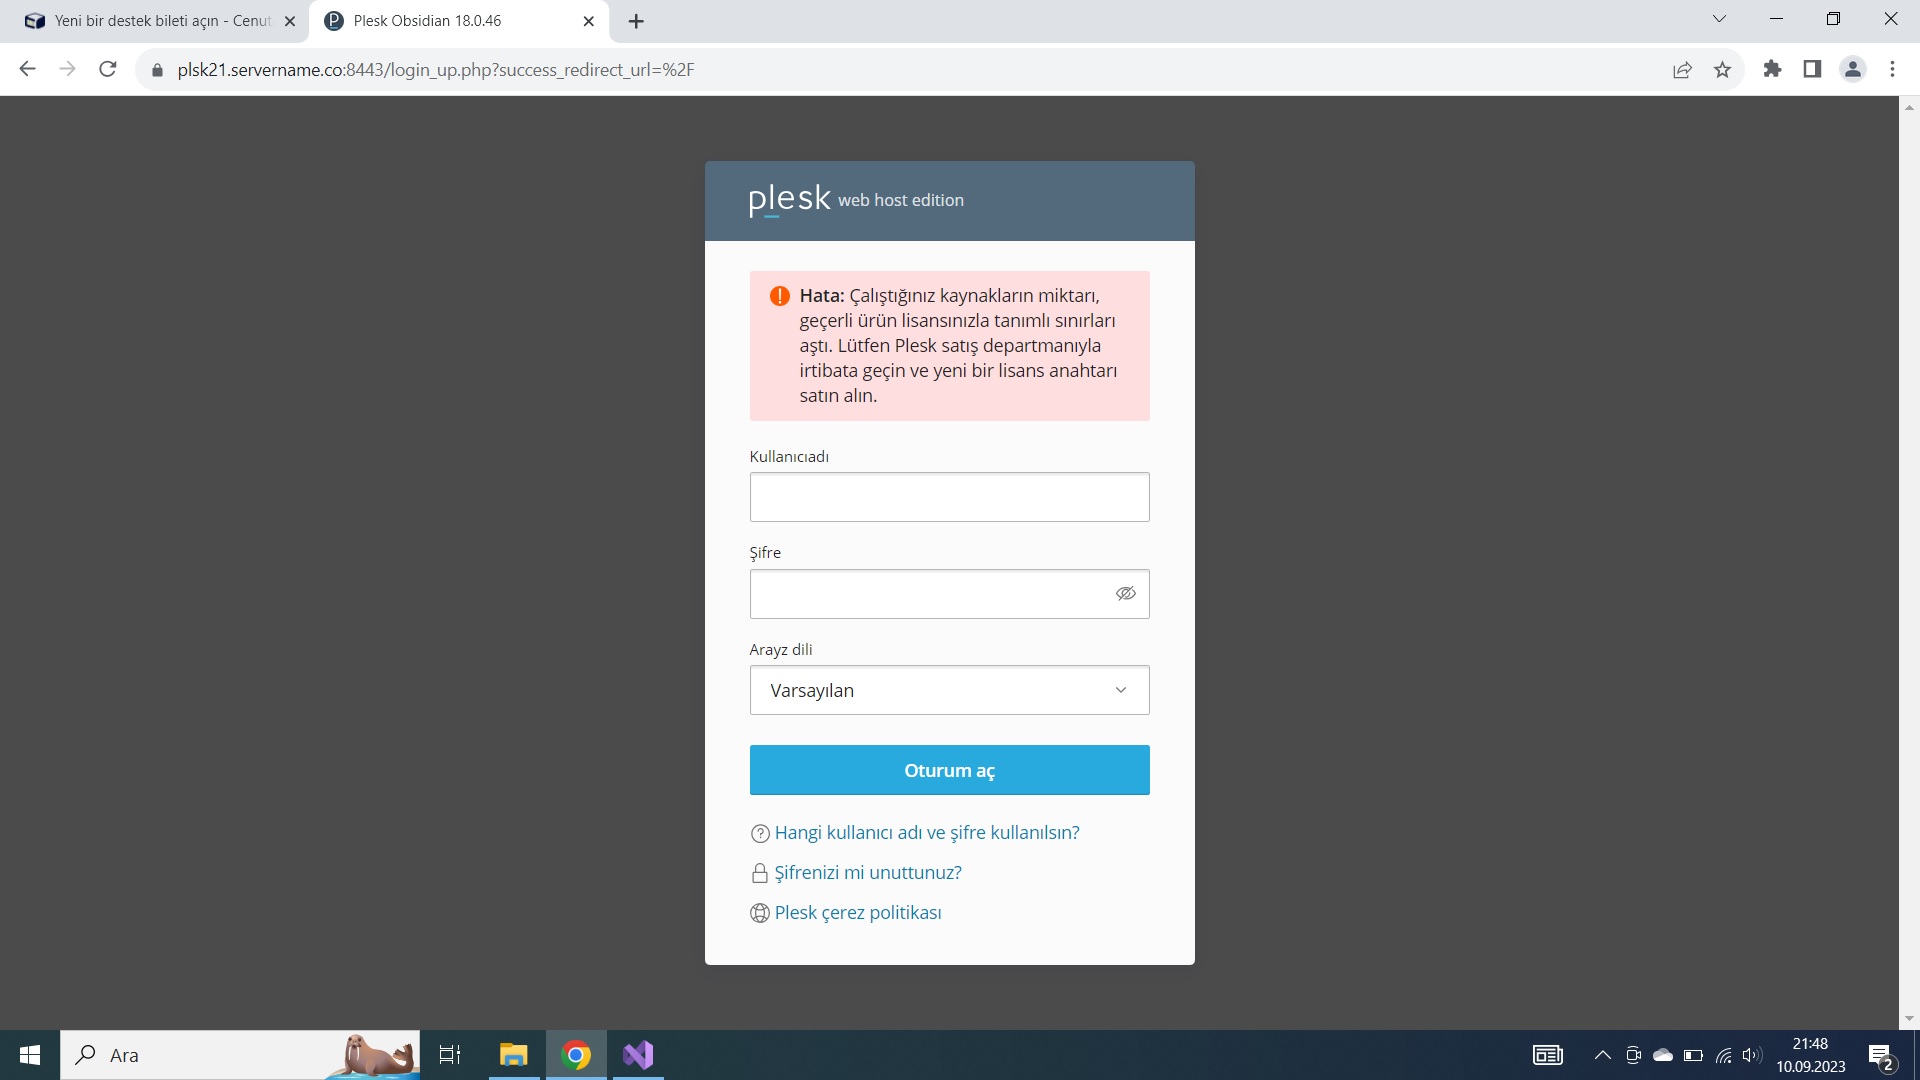 Yeni bir destek bileti açın - Cenut
Plesk Obsidian 18.0.46
plsk21.servername.co:8443/login_up.php?success_redirect_url=%2F
plesk web host edition
Hata: Çalıştığınız kaynakların miktarı,
geçerli ürün lisansınızla tanımlı sınırları
aştı. Lütfen Plesk satış departmanıyla
irtibata geçin ve yeni bir lisans anahtarı
satın alın.
Kullanıcıadı
Şifre
Arayz dili
Varsayılan
Oturum aç
Hangi kullanıcı adı ve şifre kullanılsın?
Şifrenizi mi unuttunuz?
Plesk çerez politikası
Ara
21:48
10.09.2023
2